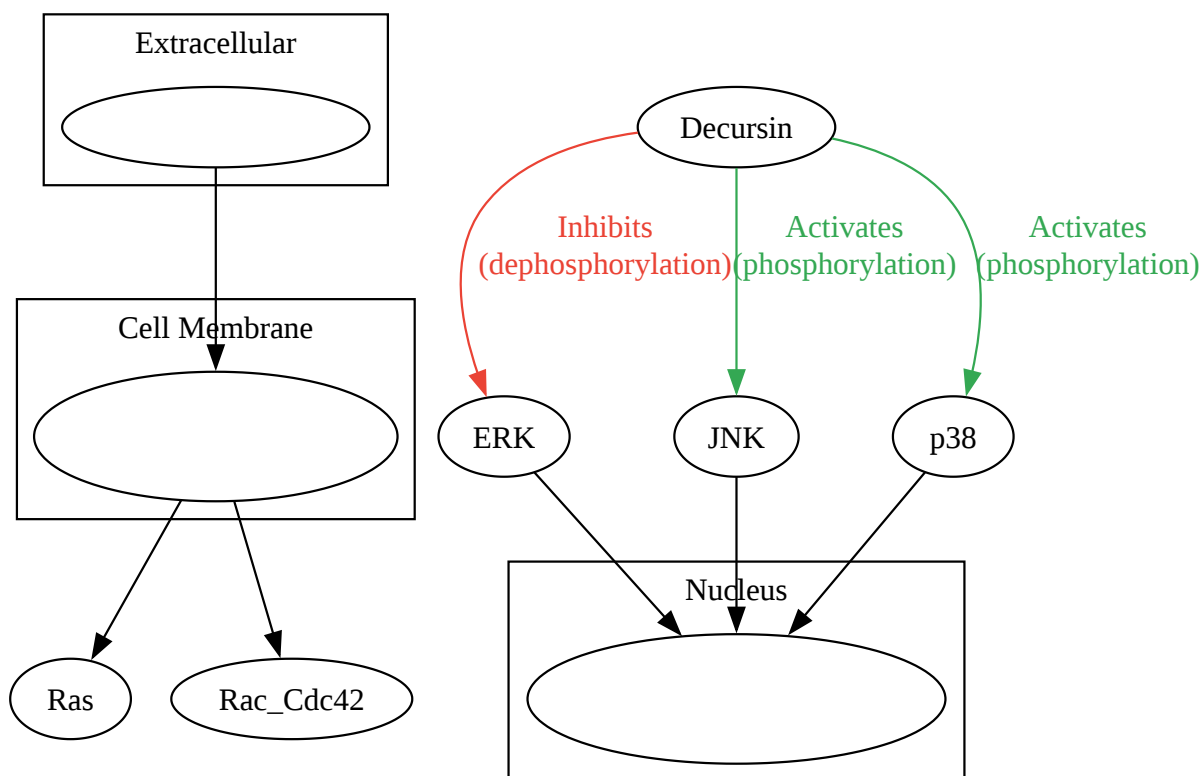 Extracellular
Decursin
Inhibits
(dephosphorylation)
Activates
(phosphorylation)
Activates
(phosphorylation)
Cell Membrane
ERK
JNK
p38
Nucleus
Ras
Rac_Cdc42